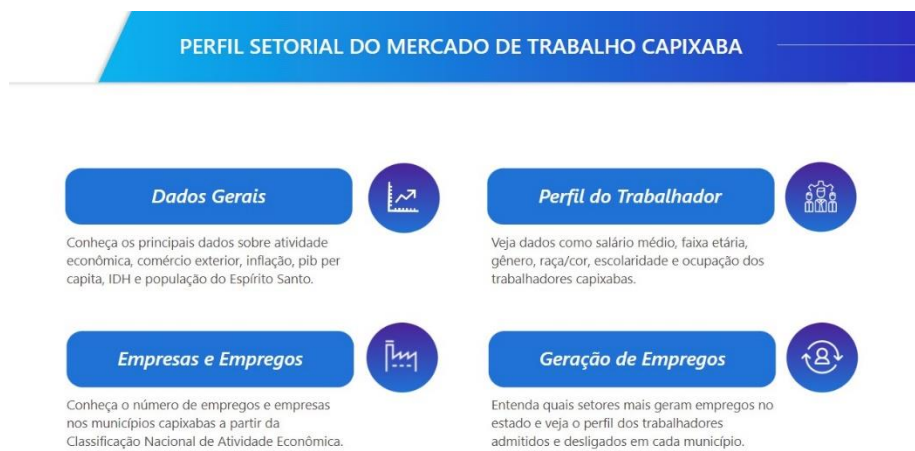 PERFIL SETORIAL DO MERCADO DE TRABALHO CAPIXABA
Dados Gerais
Conheça os principais dados sobre atividade
econômica, comércio exterior, inflação, pib per
capita, IDH e população do Espírito Santo.
Perfil do Trabalhador
Veja dados como salário médio, faixa etária,
gênero, raça/cor, escolaridade e ocupação dos
trabalhadores capixabas.
Empresas e Empregos
Conheça o número de empregos e empresas
nos municípios capixabas a partir da
Classificação Nacional de Atividade Econômica.
Geração de Empregos
Entenda quais setores mais geram empregos no
estado e veja o perfil dos trabalhadores
admitidos e desligados em cada município.